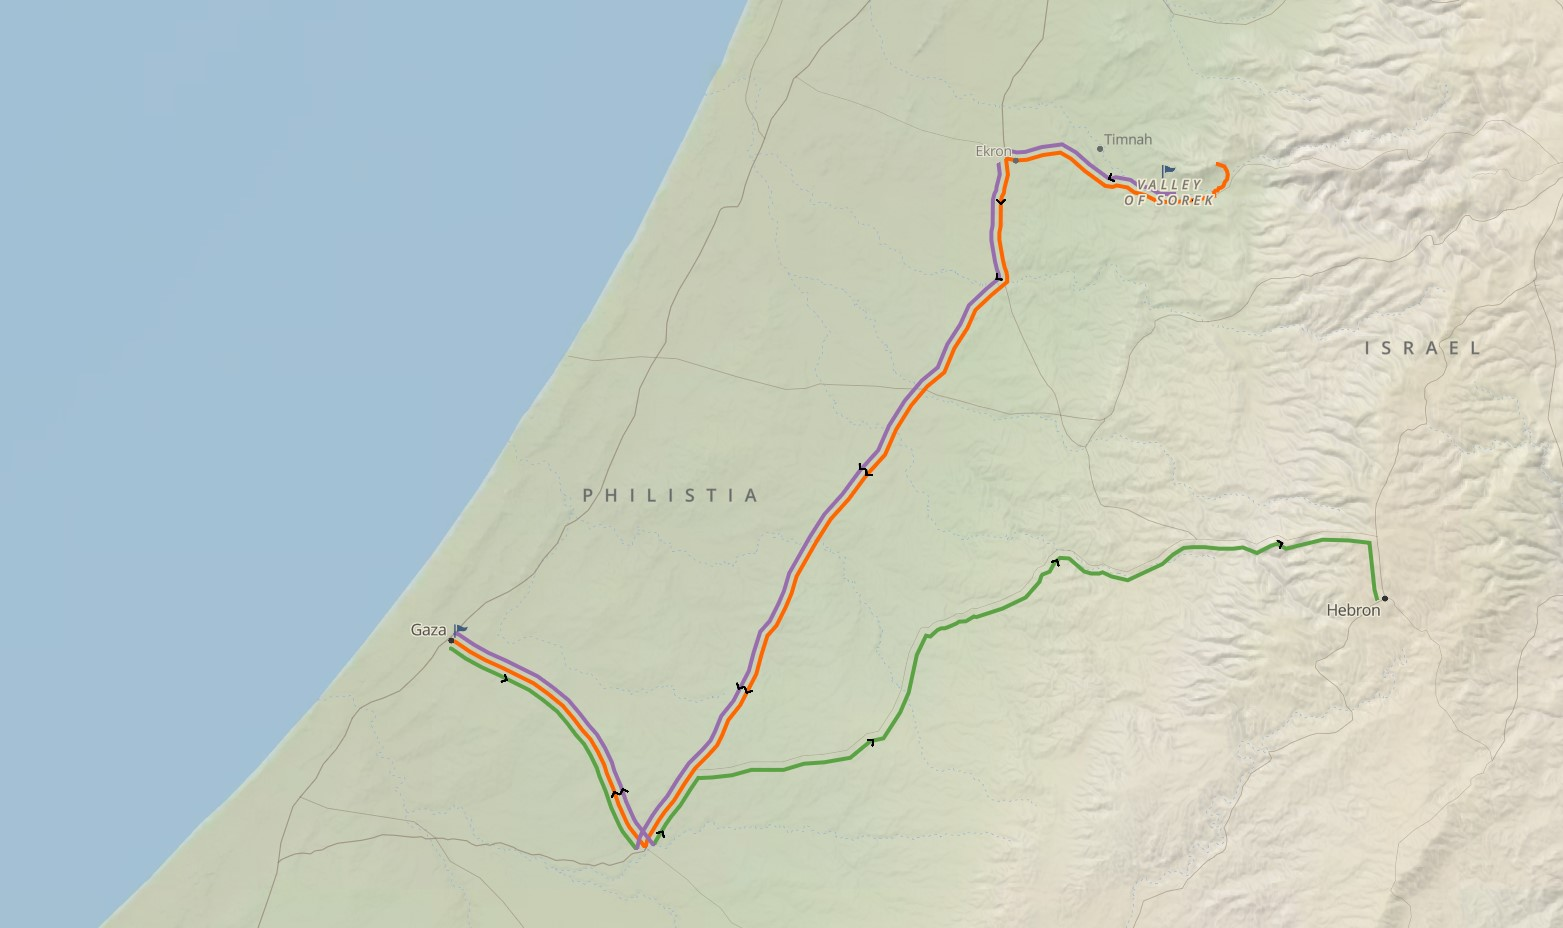 Timnah
Ekron
VALLEY
OF SOREK
ISRAEL
PHILISTIA
Hebron
Gaza